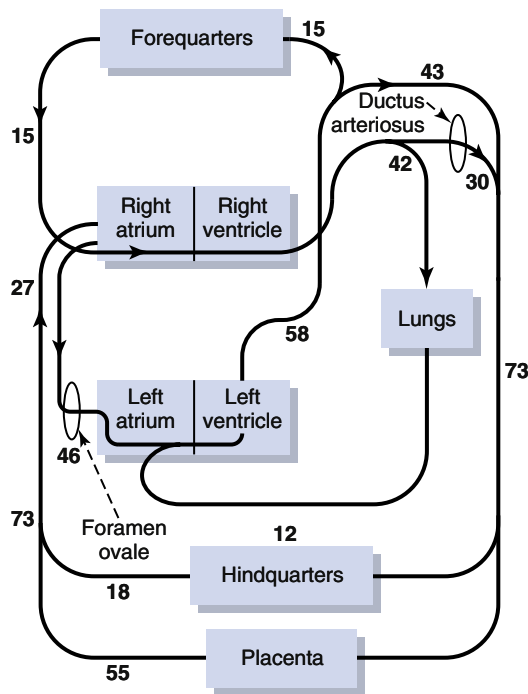 Forequarters
15
43
Ductus
arteriosus
15
42
30
Right
atrium
Right
ventricle
27
Lungs
58
73
Left
atrium
Left
ventricle
46
73
Foramen
ovale
12
Hindquarters
18
Placenta
55